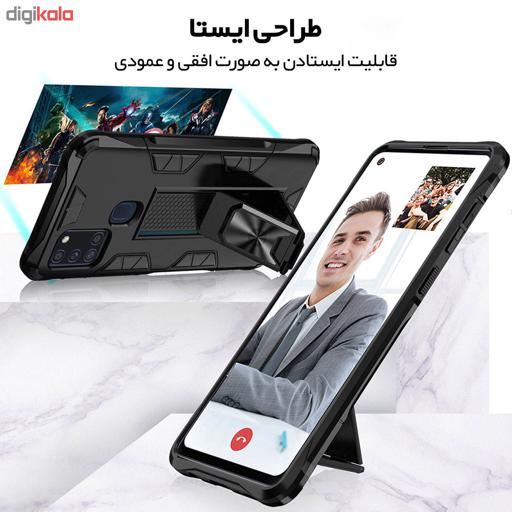 digikala
طراحی ایستا
قابلیت ایستادن به صورت افقی و عمودی